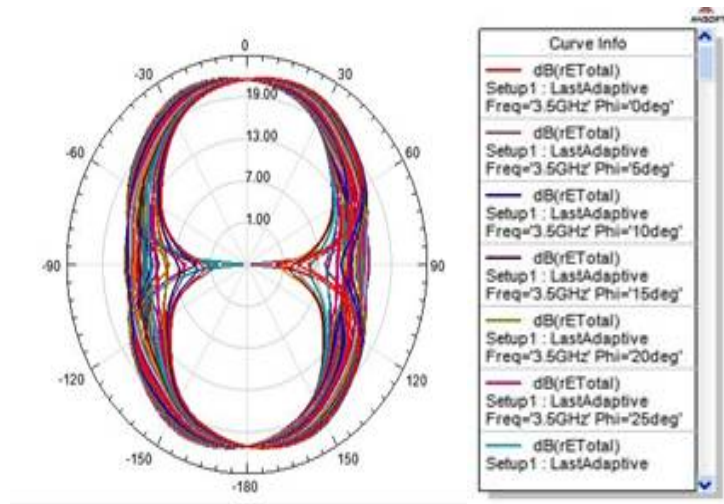 0
-30
30
19.00
13.00
-60
60
7.00
1.00
-90
90
-120
120
-150
150
-180
ANSOFT
Curve Info
dB(rETotal)
Setup1 : LastAdaptive
Freq='3.5GHz' Phi='0deg'
dB(rETotal)
Setup1 : LastAdaptive
Freq='3.5GHz' Phi='5deg'
dB(rETotal)
Setup1 : LastAdaptive
Freq='3.5GHz' Phi='10deg'
dB(rETotal)
Setup1 : LastAdaptive
Freq='3.5GHz' Phi='15deg'
dB(rETotal)
Setup1 : LastAdaptive
Freq='3.5GHz' Phi='20deg'
dB(rETotal)
Setup1 : LastAdaptive
Freq='3.5GHz' Phi='25deg'
dB(rETotal)
Setup1 : LastAdaptive